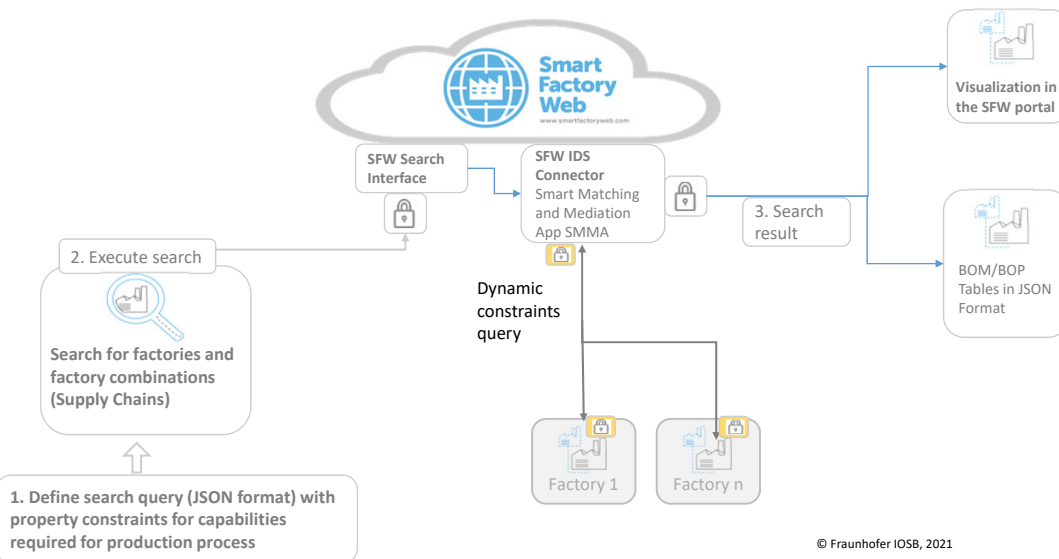 Smart
Factory
Web
www.smartfactoryweb.com
Visualization in
the SFW portal
SFW Search
Interface
SFW IDS
Connector
Smart Matching
and Mediation
App SMMA
3. Search
result
2. Execute search
BOM/BOP
Tables in JSON
Format
Dynamic
constraints
query
Search for factories and
factory combinations
(Supply Chains)
Factory 1
Factory n
1. Define search query (JSON format) with
property constraints for capabilities
required for production process
© Fraunhofer IOSB, 2021